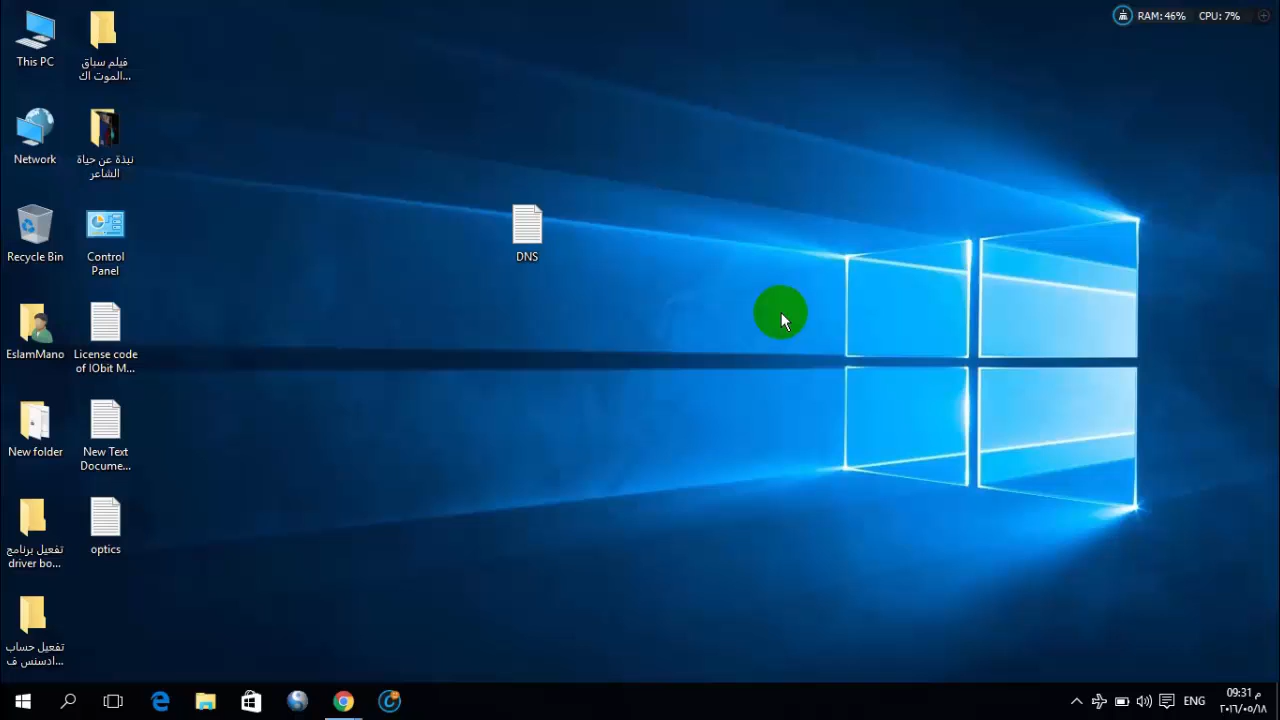 RAM: 46%
CPU: 7%
This PC
فيلم سباق
الموت اك...
Network
نبذة عن حياة
الشاعر
Recycle Bin
Control
Panel
DNS
EslamMano
License code
of IObit M...
New folder
New Text
Docume...
تفعيل برنامج
driver bo...
optics
تفعيل حساب
ادسنس ف...
ENG
09:31 م
٢٠١٦/٠٥/١٨